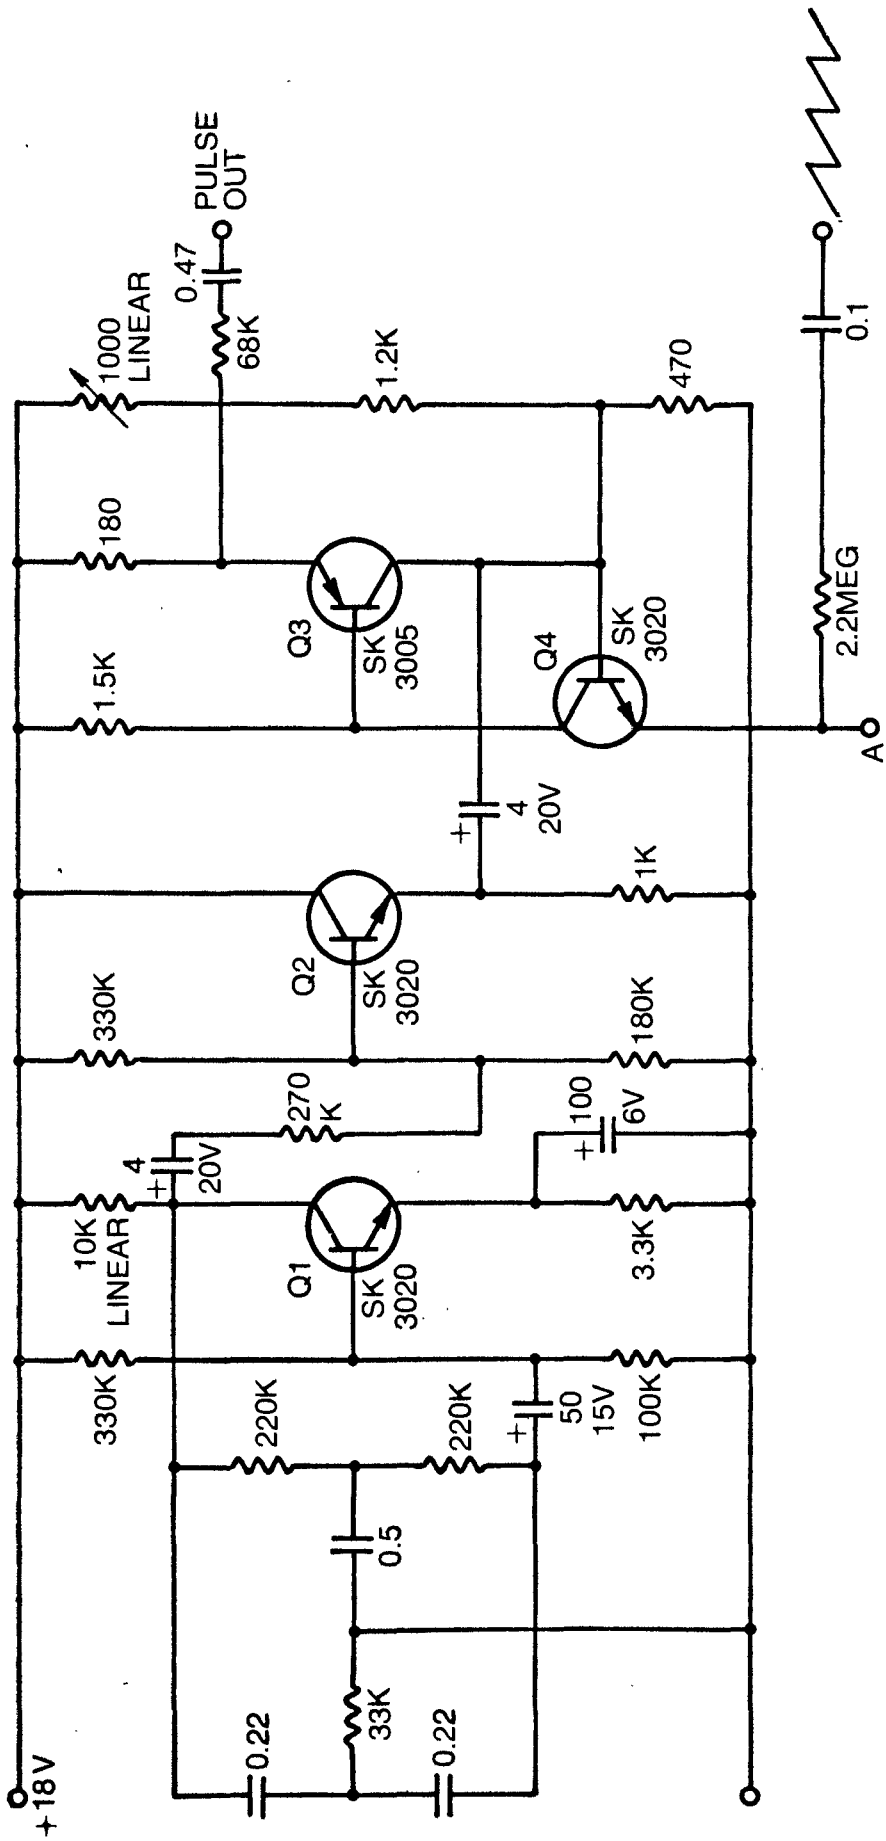 +18V
0.22
33K
0.22
0.5
220K
220K
330K
50
15V
100K
10K
LINEAR
Q1
SK
3020
3.3K
4
20V
270
K
100
6V
330K
Q2
SK
3020
180K
1K
4
20V
1.5K
180
Q3
SK
3005
Q4
SK
3020
1000
LINEAR
1.2K
470
68K
0.47
PULSE
OUT
2.2MEG
0.1
A
+
+
+
+
+